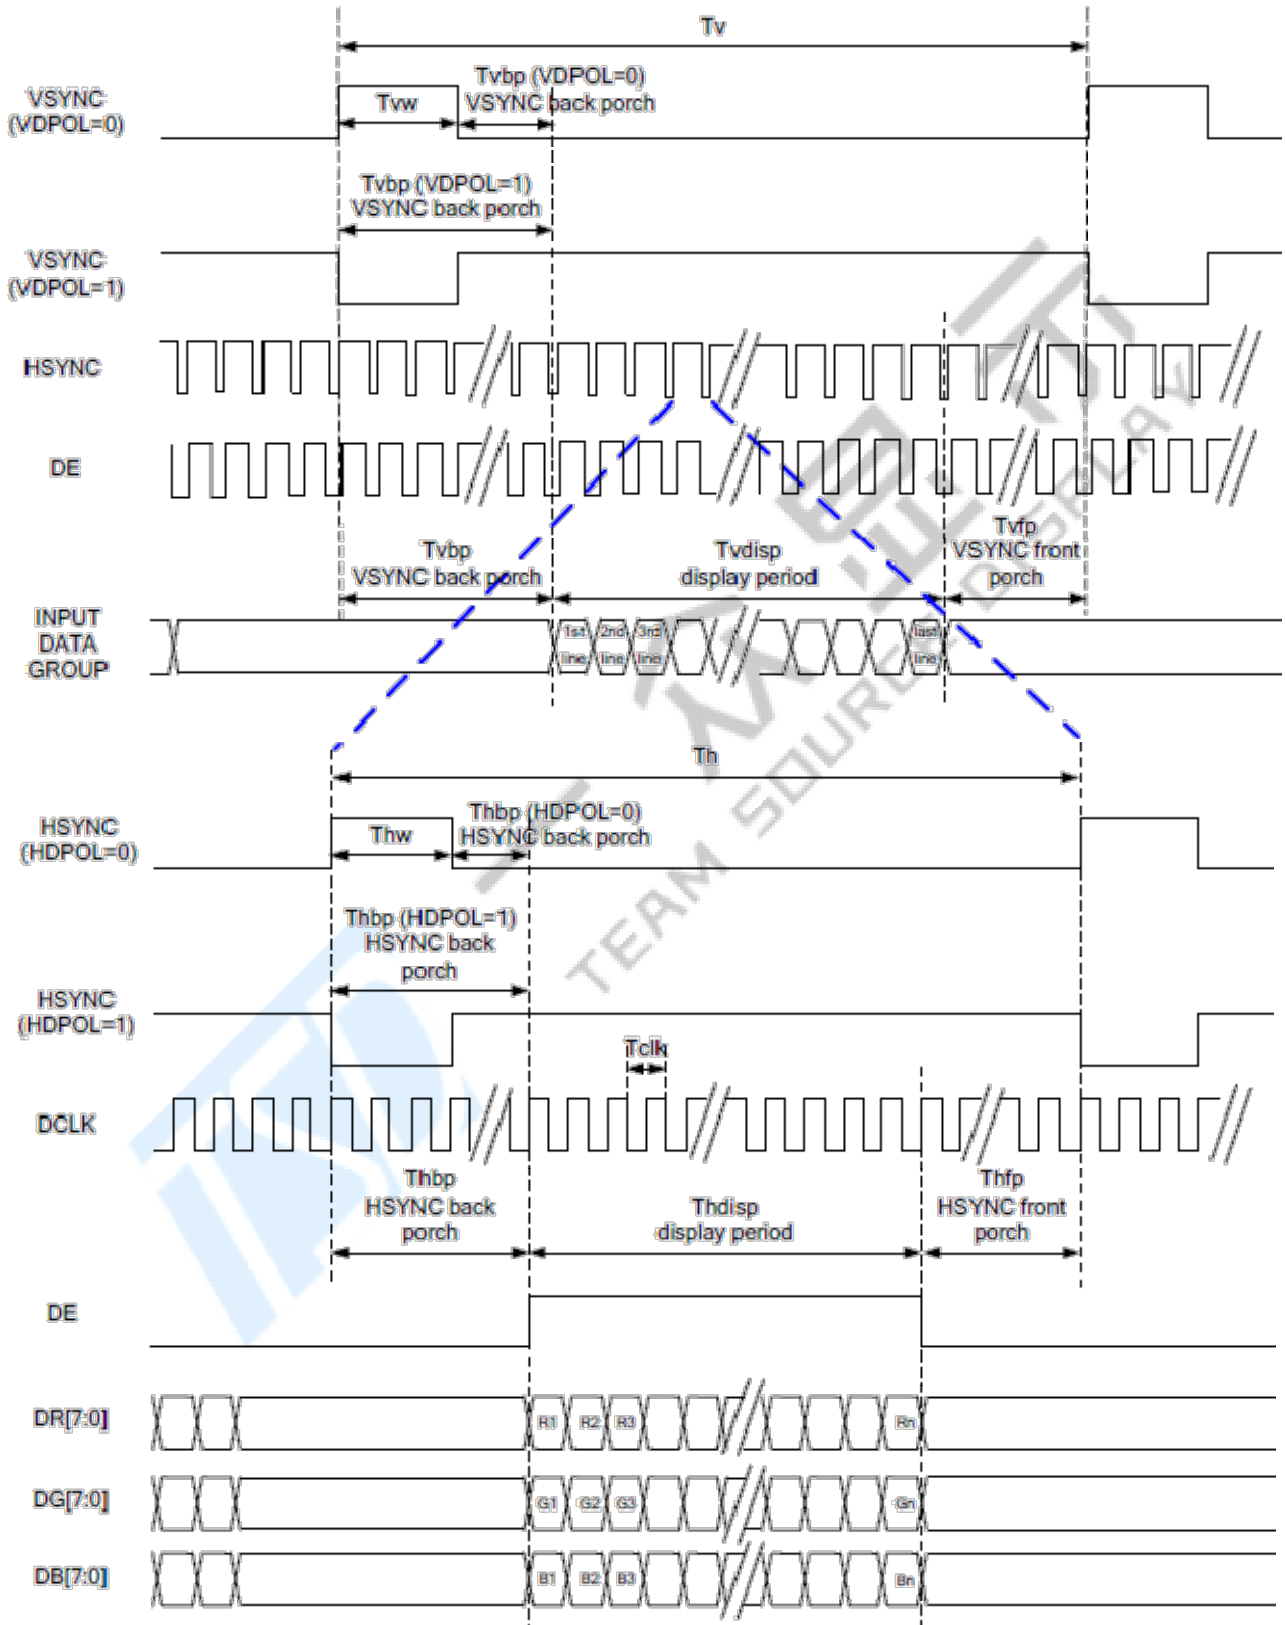 Tv
VSYNC
(VDPOL=0)
Tvw
Tvbp (VDPOL=0)
VSYNC back porch
Tvbp (VDPOL=1)
VSYNC back porch
VSYNC
(VDPOL=1)
HSYNC
DE
Tvbp
VSYNC back porch
Tvdisp
display period
Tvfp
VSYNC front
porch
INPUT
DATA
GROUP
1st
line
2nd
line
3rd
line
last
line
Th
HSYNC
(HDPOL=0)
Thw
Thbp (HDPOL=0)
HSYNC back porch
Thbp (HDPOL=1)
HSYNC back
porch
HSYNC
(HDPOL=1)
Tclk
DCLK
Thbp
HSYNC back
porch
Thdisp
display period
Thfp
HSYNC front
porch
DE
DR[7:0]
R1 R2 R3 Rn
DG[7:0]
G1 G2 G3 Gn
DB[7:0]
B1 B2 B3 Bn
TEAM SOURCE DISPLAY